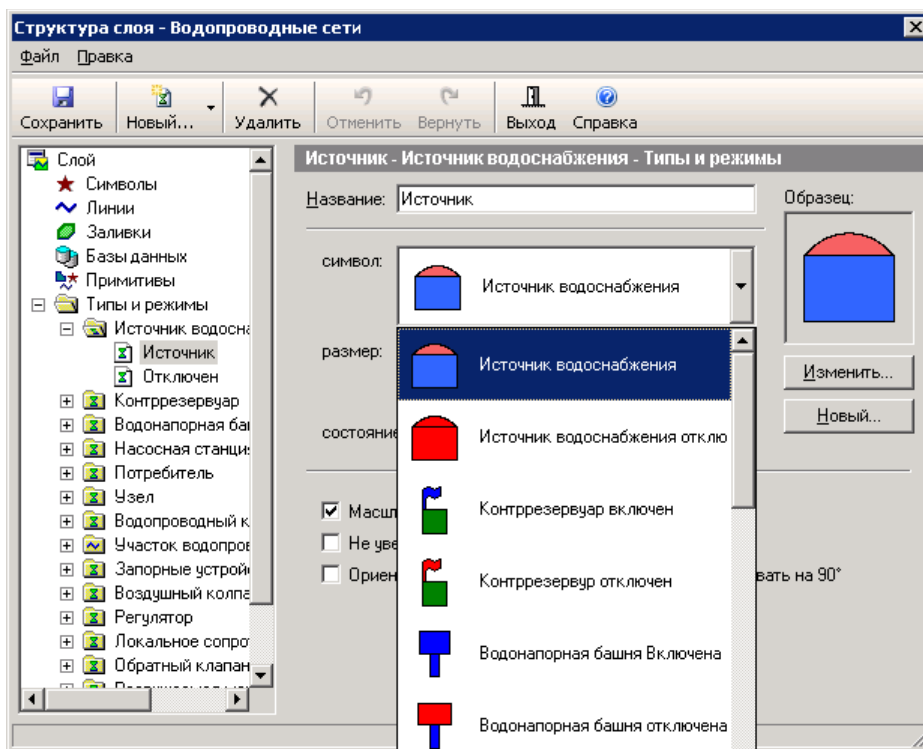 Структура слоя - Водопроводные сети
Файл Правка
Сохранить Новый... Удалить Отменить Вернуть Выход Справка
Слой
Символы
Линии
Заливки
Базы данных
Примитивы
Типы и режимы
Источник водосна
Источник
Отключен
Контррезервуар
Водонапорная баш
Насосная станци
Потребитель
Узел
Водопроводный к
Участок водопров
Запорные устрой
Воздушный колпа
Регулятор
Локальное сопро
Обратный клапан
Источник - Источник водоснабжения - Типы и режимы
Название: Источник
Образец:
символ: Источник водоснабжения
размер:
состояние
Источник водоснабжения
Источник водоснабжения отклю
Контррезервуар включен
Контррезервур отключен
Водонапорная башня Включена
Водонапорная башня отключена
Изменить...
Новый...
Масш
Не уве
Ориен
вать на 90°